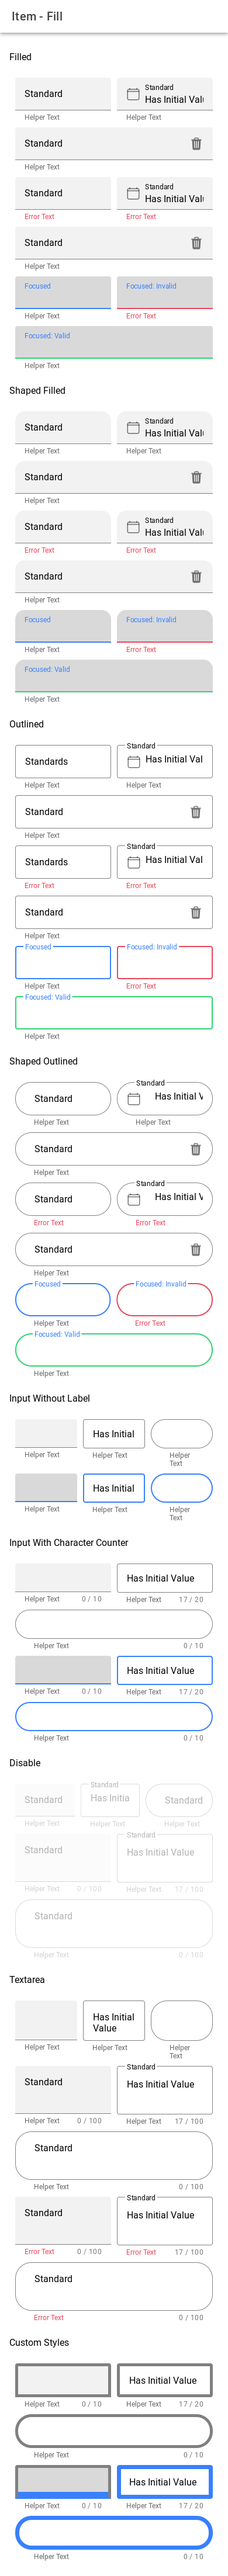 Item - Fill
Filled
Standard
Standard
Has Initial Valu
Helper Text
Helper Text
Standard
Helper Text
Standard
Standard
Has Initial Valu
Error Text
Error Text
Standard
Helper Text
Focused
Focused: Invalid
Helper Text
Error Text
Focused: Valid
Helper Text
Shaped Filled
Standard
Standard
Has Initial Valu
Helper Text
Helper Text
Standard
Helper Text
Standard
Standard
Has Initial Valu
Error Text
Error Text
Standard
Helper Text
Focused
Focused: Invalid
Helper Text
Error Text
Focused: Valid
Helper Text
Outlined
Standards
Standard
Has Initial Val
Helper Text
Helper Text
Standard
Helper Text
Standards
Standard
Has Initial Val
Error Text
Error Text
Standard
Helper Text
Focused
Focused: Invalid
Helper Text
Error Text
Focused: Valid
Helper Text
Shaped Outlined
Standard
Standard
Has Initial V
Helper Text
Helper Text
Standard
Helper Text
Standard
Standard
Has Initial V
Error Text
Error Text
Standard
Helper Text
Focused
Focused: Invalid
Helper Text
Error Text
Focused: Valid
Helper Text
Input Without Label
Has Initial
Helper Text
Helper Text
Helper
Text
Has Initial
Helper Text
Helper Text
Helper
Text
Input With Character Counter
Has Initial Value
Helper Text 0 / 10
Helper Text 17 / 20
Helper Text 0 / 10
Has Initial Value
Helper Text 0 / 10
Helper Text 17 / 20
Helper Text 0 / 10
Disable
Standard
Standard
Has Initia
Standard
Helper Text
Helper Text
Helper Text
Standard
Standard
Has Initial Value
Helper Text 0 / 100
Helper Text 17 / 100
Standard
Helper Text 0 / 100
Textarea
Has Initial
Value
Helper Text
Helper Text
Helper
Text
Standard
Standard
Has Initial Value
Helper Text 0 / 100
Helper Text 17 / 100
Standard
Helper Text 0 / 100
Standard
Standard
Has Initial Value
Error Text 0 / 100
Error Text 17 / 100
Standard
Error Text 0 / 100
Custom Styles
Has Initial Value
Helper Text 0 / 10
Helper Text 17 / 20
Helper Text 0 / 10
Has Initial Value
Helper Text 0 / 10
Helper Text 17 / 20
Helper Text 0 / 10